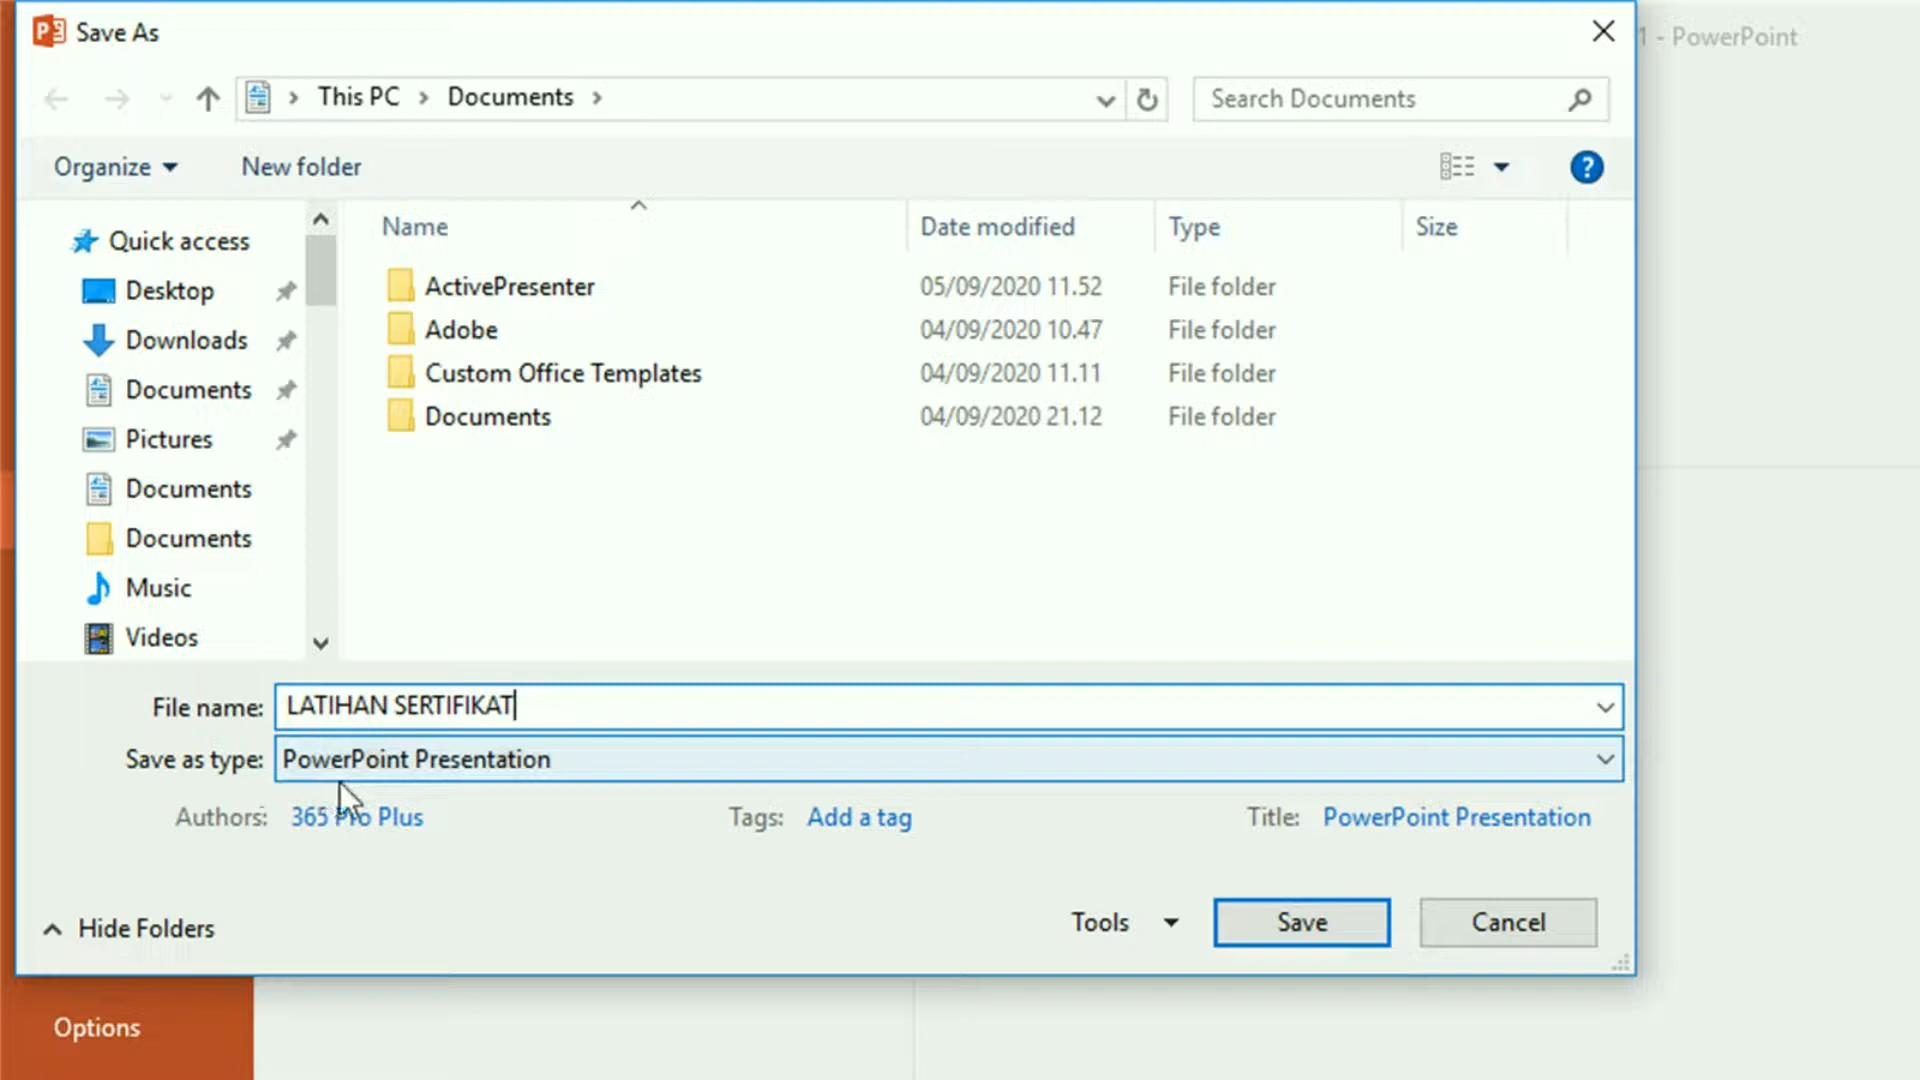 Save As
1 - PowerPoint
This PC
Documents
Search Documents
Organize
New folder
?
Name
Date modified
Type
Size
Quick access
Desktop
Downloads
Documents
Pictures
Documents
Documents
Music
Videos
ActivePresenter 05/09/2020 11.52 File folder
Adobe 04/09/2020 10.47 File folder
Custom Office Templates 04/09/2020 11.11 File folder
Documents 04/09/2020 21.12 File folder
File name: LATIHAN SERTIFIKAT
Save as type: PowerPoint Presentation
Authors: 365 Pro Plus
Tags: Add a tag
Title: PowerPoint Presentation
Hide Folders
Tools
Save
Cancel
Options